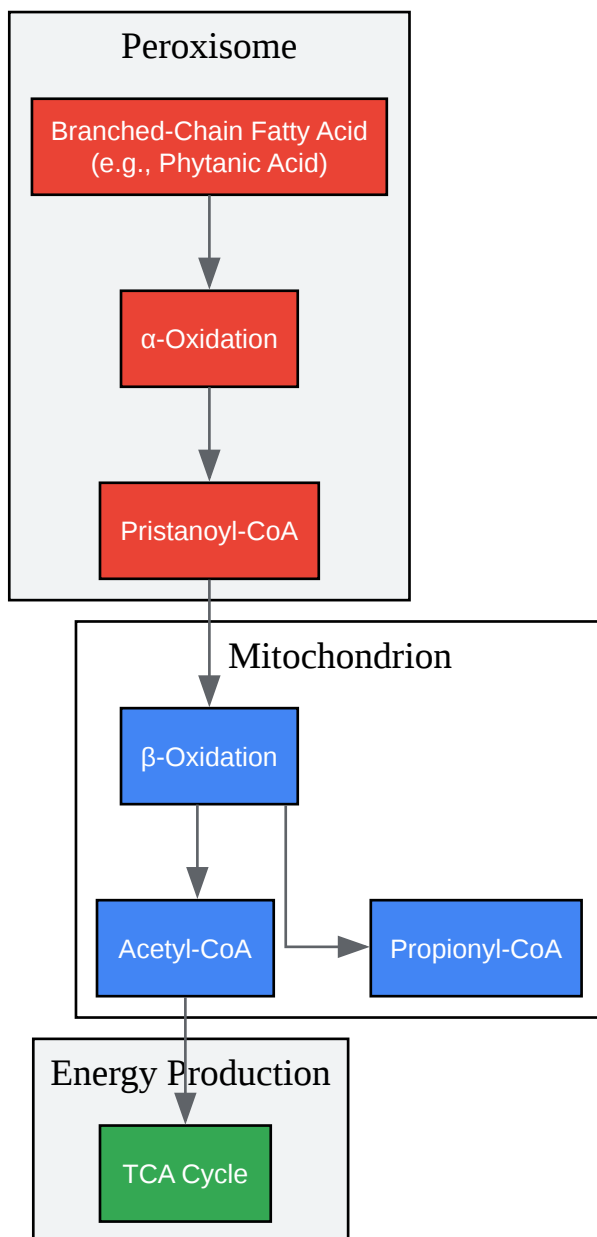 Peroxisome
Branched-Chain Fatty Acid
(e.g., Phytanic Acid)
α-Oxidation
Pristanoyl-CoA
Mitochondrion
β-Oxidation
Acetyl-CoA
Propionyl-CoA
Energy Production
TCA Cycle